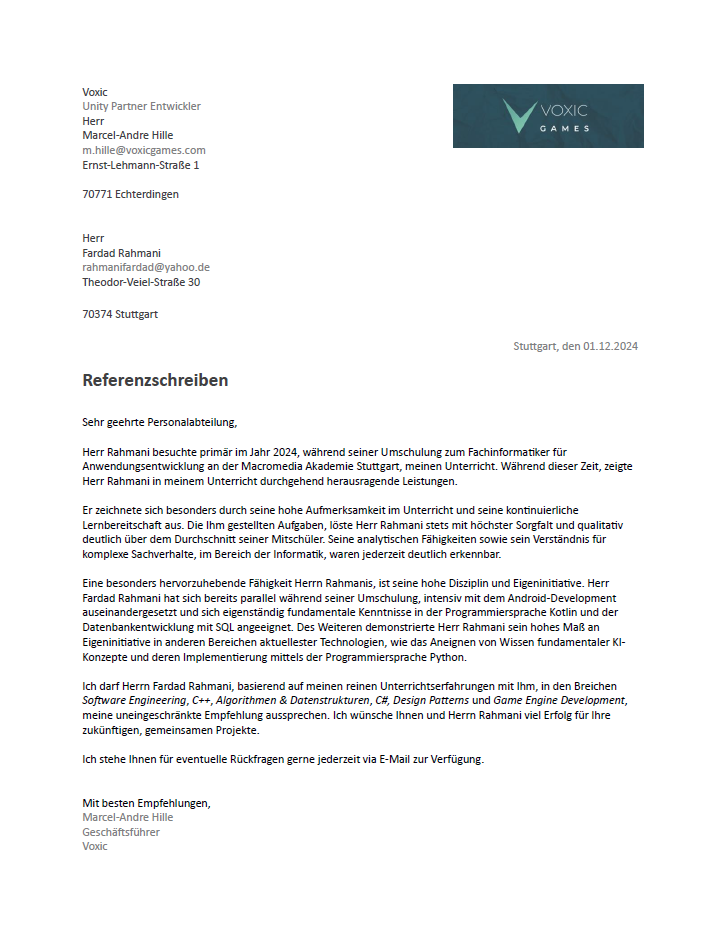 Voxic
Unity Partner Entwickler
Herr
Marcel-Andre Hille
m.hille@voxicgames.com
Ernst-Lehmann-Straße 1
70771 Echterdingen
VOXIC
GAMES
Herr
Fardad Rahmani
rahmanifardad@yahoo.de
Theodor-Veiel-Straße 30
70374 Stuttgart
Stuttgart, den 01.12.2024
Referenzschreiben
Sehr geehrte Personalabteilung,
Herr Rahmani besuchte primär im Jahr 2024, während seiner Umschulung zum Fachinformatiker für
Anwendungsentwicklung an der Macromedia Akademie Stuttgart, meinen Unterricht. Während dieser Zeit, zeigte
Herr Rahmani in meinem Unterricht durchgehend herausragende Leistungen.
Er zeichnete sich besonders durch seine hohe Aufmerksamkeit im Unterricht und seine kontinuierliche
Lernbereitschaft aus. Die Ihm gestellten Aufgaben, löste Herr Rahmani stets mit höchster Sorgfalt und qualitativ
deutlich über dem Durchschnitt seiner Mitschüler. Seine analytischen Fähigkeiten sowie sein Verständnis für
komplexe Sachverhalte, im Bereich der Informatik, waren jederzeit deutlich erkennbar.
Eine besonders hervorzuhebende Fähigkeit Herrn Rahmanis, ist seine hohe Disziplin und Eigeninitiative. Herr
Fardad Rahmani hat sich bereits parallel während seiner Umschulung, intensiv mit dem Android-Development
auseinandergesetzt und sich eigenständig fundamentale Kenntnisse in der Programmiersprache Kotlin und der
Datenbankentwicklung mit SQL angeeignet. Des Weiteren demonstrierte Herr Rahmani sein hohes Maß an
Eigeninitiative in anderen Bereichen aktuellester Technologien, wie das Aneignen von Wissen fundamentaler KI-
Konzepte und deren Implementierung mittels der Programmiersprache Python.
Ich darf Herrn Fardad Rahmani, basierend auf meinen reinen Unterrichtserfahrungen mit Ihm, in den Breichen
Software Engineering, C++, Algorithmen & Datenstrukturen, C#, Design Patterns und Game Engine Development,
meine uneingeschränkte Empfehlung aussprechen. Ich wünsche Ihnen und Herrn Rahmani viel Erfolg für Ihre
zukünftigen, gemeinsamen Projekte.
Ich stehe Ihnen für eventuelle Rückfragen gerne jederzeit via E-Mail zur Verfügung.
Mit besten Empfehlungen,
Marcel-Andre Hille
Geschäftsführer
Voxic